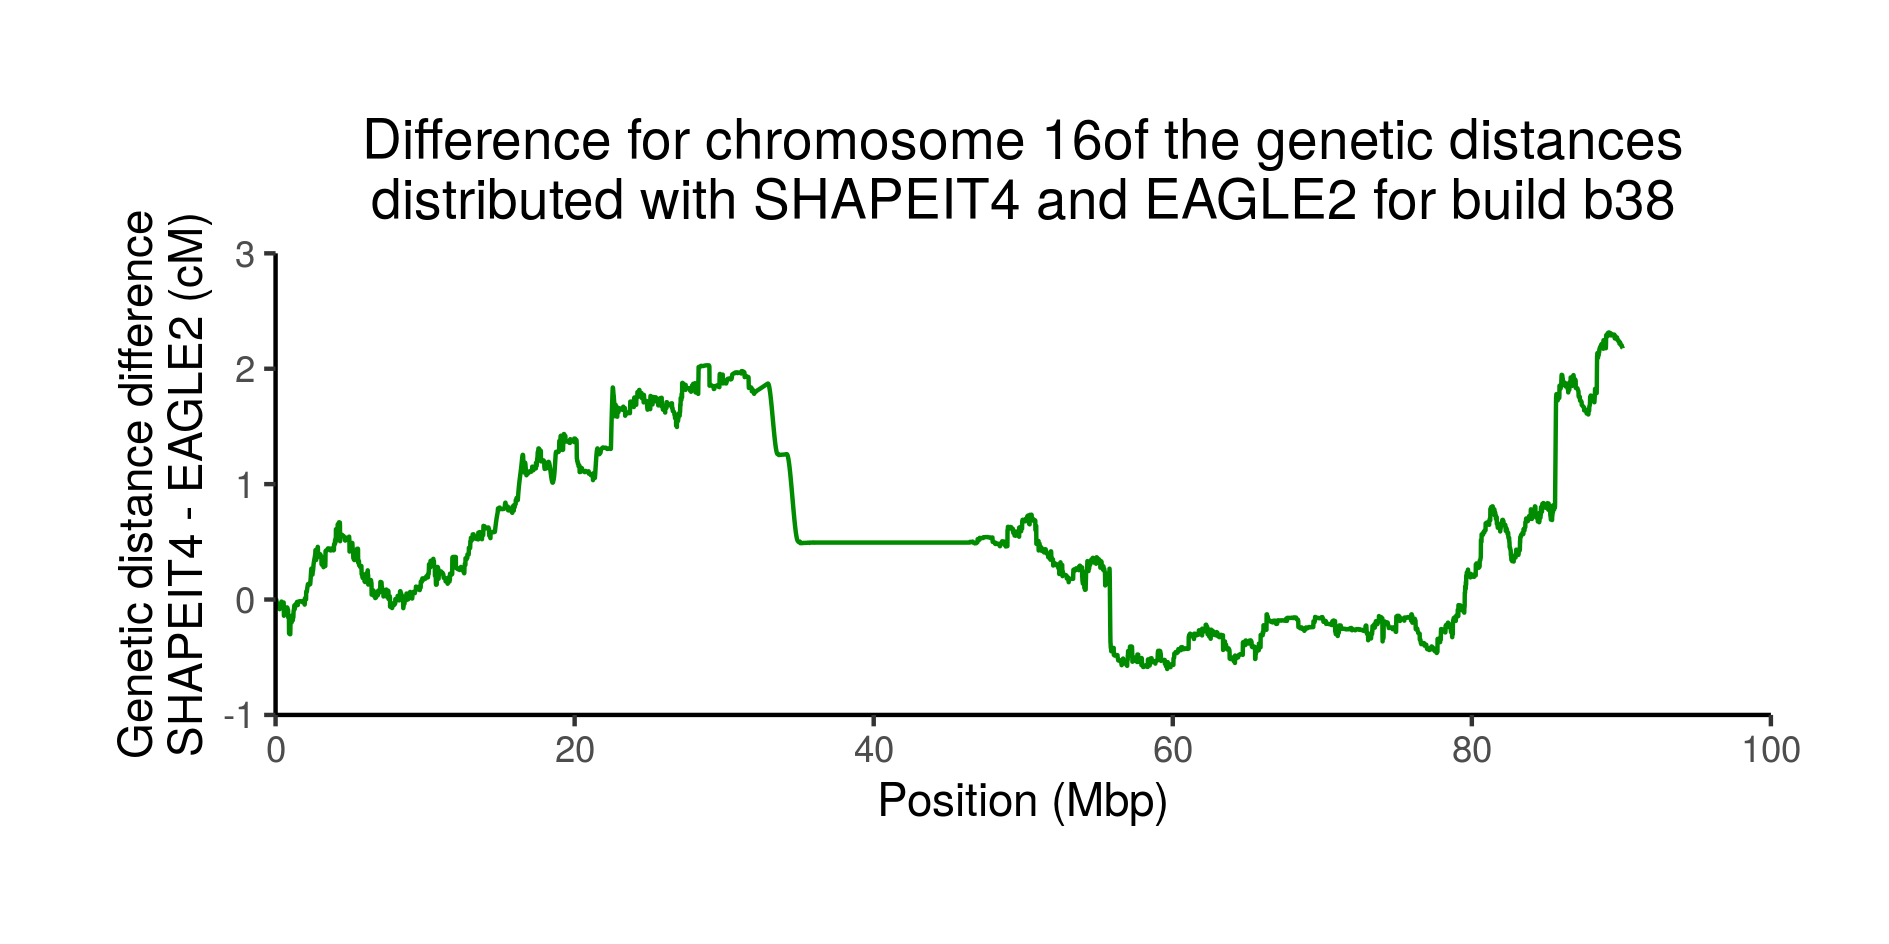 Difference for chromosome 16of the genetic distances
distributed with SHAPEIT4 and EAGLE2 for build b38
Genetic distance difference
SHAPEIT4 - EAGLE2 (cM)
3
2
1
0
-1
0 20 40 60 80 100
Position (Mbp)